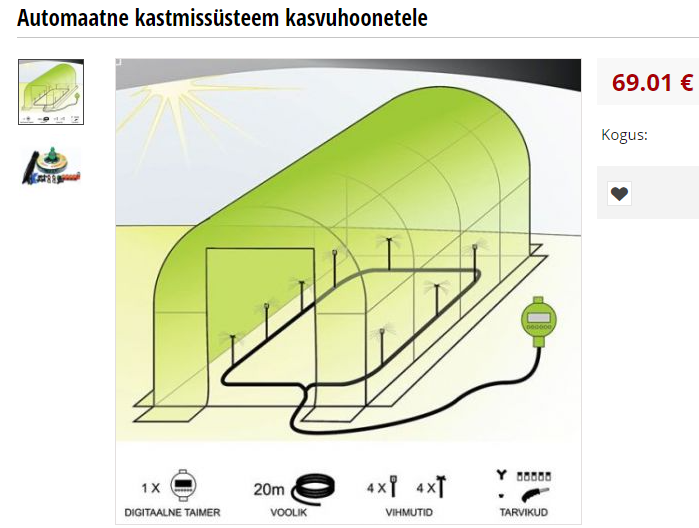 Automaatne kastmissüsteem kasvuhoonetele
69.01 €
Kogus:
1 X
20m
4 X
4 X
DIGITAALNE TAIMER
VOOLIK
VIHMUTID
TARVIKUD